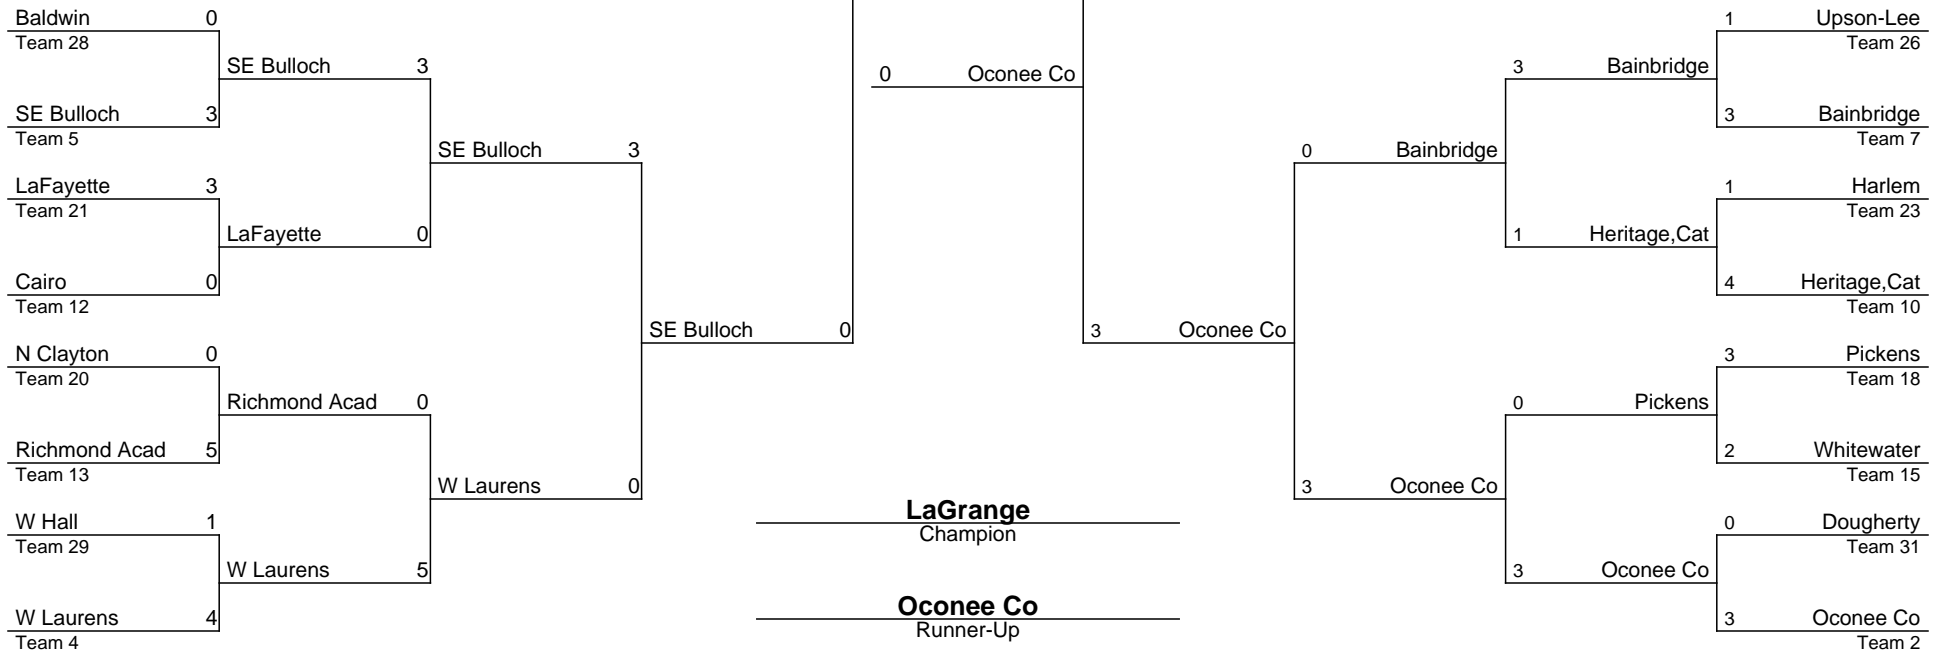 Baldwin 0
Team 28
SE Bulloch 3
SE Bulloch 3
Team 5
SE Bulloch 3
LaFayette 3
Team 21
LaFayette 0
Cairo 0
Team 12
SE Bulloch 0
N Clayton 0
Team 20
Richmond Acad 0
Richmond Acad 5
Team 13
W Laurens 0
W Hall 1
Team 29
W Laurens 5
W Laurens 4
Team 4
0 Oconee Co
3 Oconee Co
LaGrange
Champion
Oconee Co
Runner-Up
1 Upson-Lee
Team 26
3 Bainbridge
3 Bainbridge
Team 7
0 Bainbridge
1 Harlem
Team 23
1 Heritage,Cat
4 Heritage,Cat
Team 10
3 Pickens
Team 18
0 Pickens
2 Whitewater
Team 15
3 Oconee Co
0 Dougherty
Team 31
3 Oconee Co
3 Oconee Co
Team 2